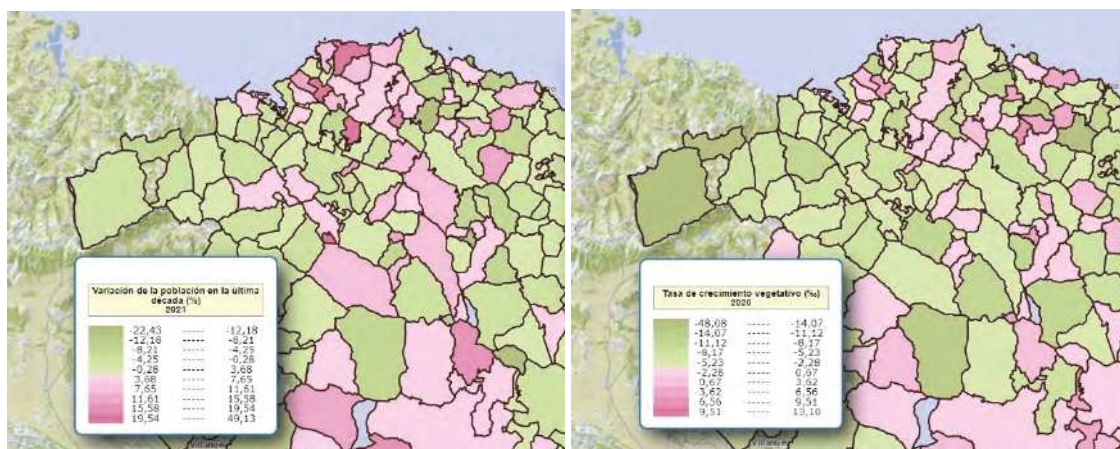 Variación de la población en la última
década (%)
2021
-22,43 ----- -12,18
-12,18 ----- -8,21
-8,21 ----- -4,25
-4,25 ----- -0,28
-0,28 ----- 3,68
3,68 ----- 7,65
7,65 ----- 11,61
11,61 ----- 15,58
15,58 ----- 19,54
19,54 ----- 49,13
Tasa de crecimiento vegetativo (‰)
2020
-48,08 ----- -14,07
-14,07 ----- -11,12
-11,12 ----- -8,17
-8,17 ----- -5,23
-5,23 ----- -2,28
-2,28 ----- 0,67
0,67 ----- 3,62
3,62 ----- 6,56
6,56 ----- 9,51
9,51 ----- 13,10